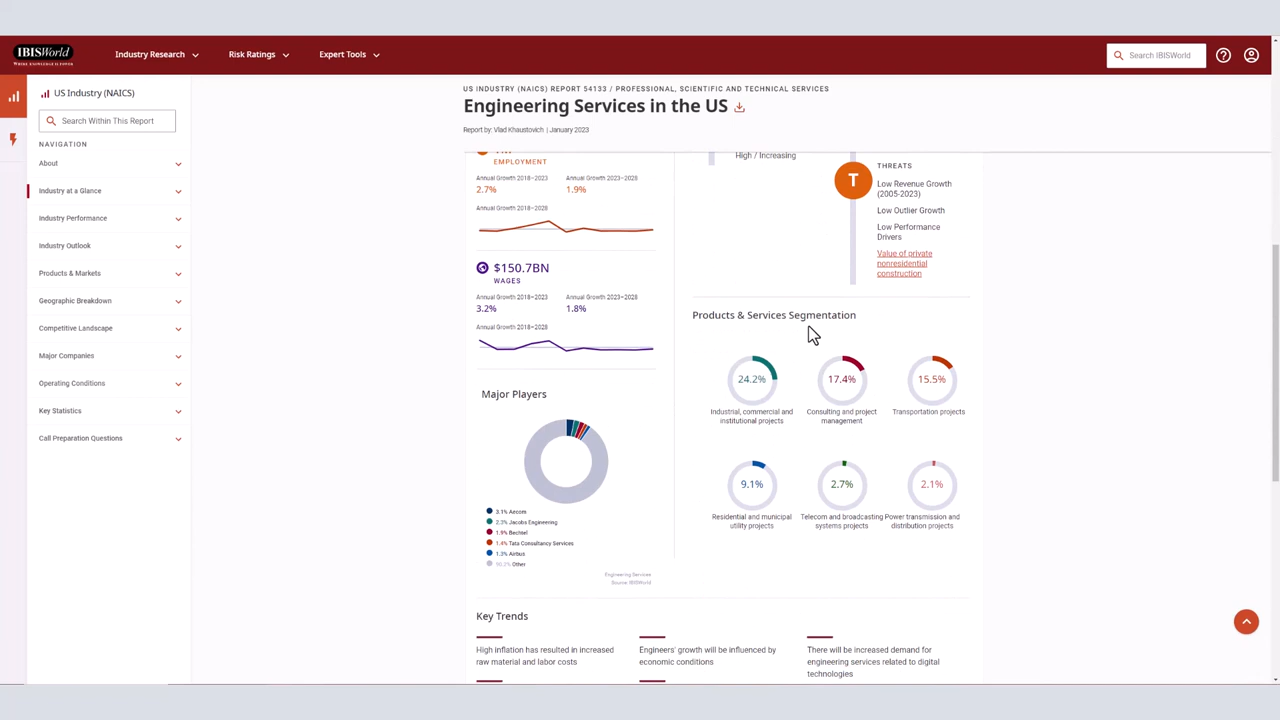 IBISWorld
WHERE KNOWLEDGE IS POWER
Industry Research
Risk Ratings
Expert Tools
Search IBISWorld
US Industry (NAICS)
Search Within This Report
NAVIGATION
About
Industry at a Glance
Industry Performance
Industry Outlook
Products & Markets
Geographic Breakdown
Competitive Landscape
Major Companies
Operating Conditions
Key Statistics
Call Preparation Questions
US INDUSTRY (NAICS) REPORT 54133 / PROFESSIONAL, SCIENTIFIC AND TECHNICAL SERVICES
Engineering Services in the US
Report by: Vlad Khaustovich | January 2023
EMPLOYMENT
Annual Growth 2018–2023
Annual Growth 2023–2028
2.7%
1.9%
Annual Growth 2018–2028
$150.7BN
WAGES
Annual Growth 2018–2023
Annual Growth 2023–2028
3.2%
1.8%
Annual Growth 2018–2028
Major Players
3.1% Aecom
2.3% Jacobs Engineering
1.9% Bechtel
1.4% Tata Consultancy Services
1.3% Airbus
90.2% Other
Engineering Services
Source: IBISWorld
High / Increasing
T
THREATS
Low Revenue Growth
(2005-2023)
Low Outlier Growth
Low Performance
Drivers
Value of private
nonresidential
construction
Products & Services Segmentation
24.2%
Industrial, commercial and
institutional projects
17.4%
Consulting and project
management
15.5%
Transportation projects
9.1%
Residential and municipal
utility projects
2.7%
Telecom and broadcasting
systems projects
2.1%
Power transmission and
distribution projects
Key Trends
High inflation has resulted in increased
raw material and labor costs
Engineers' growth will be influenced by
economic conditions
There will be increased demand for
engineering services related to digital
technologies